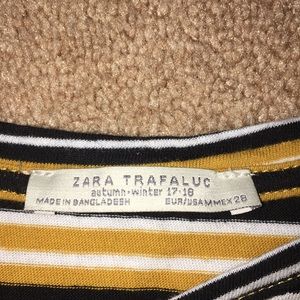 ZARA TRAFALUC
autumn-winter 17-18
MADE IN BANGLADESH EUR/USA M MEX 28